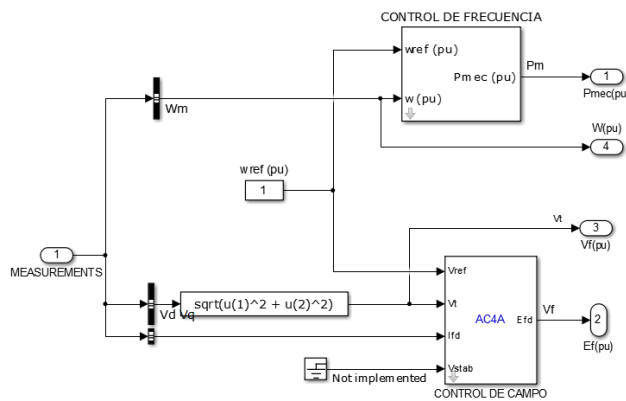 CONTROL DE FRECUENCIA
wref (pu)
Pmec (pu)
w (pu)
Pm
1
Pmec(pu
Wm
W(pu)
4
wref (pu)
1
Vt
3
Vf(pu)
1
MEASUREMENTS
Vref
sqrt(u(1)^2 + u(2)^2)
Vd Vq
Vt
AC4A
Efd
Vf
2
Ef(pu)
Ifd
Vstab
Not implemented
CONTROL DE CAMPO